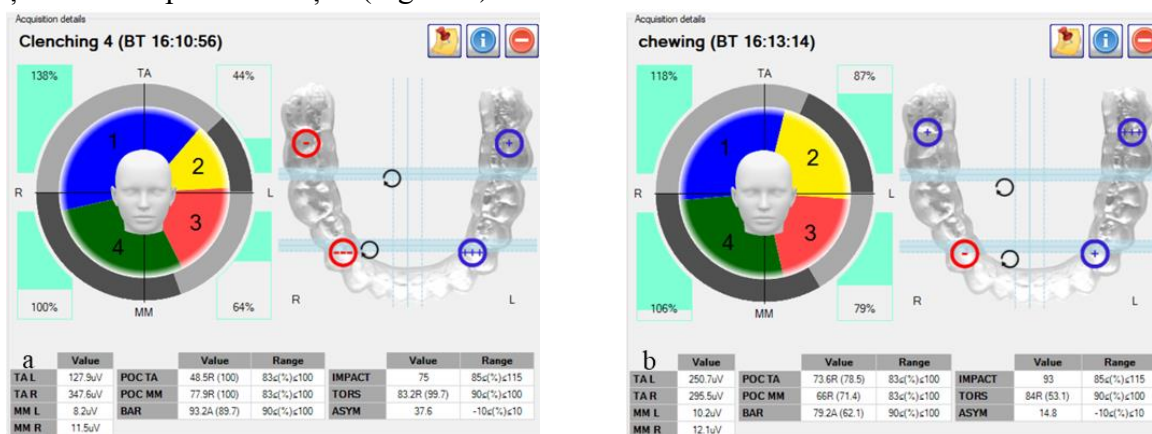 Acquisition details
Clenching 4 (BT 16:10:56)
138% TA 44%
1
2
R L
3
4
100% MM 64%
R L
a
Value Value Range Value Range
TA L 127.9uV POC TA 48.5R (100) 83≤(%)≤100 IMPACT 75 85≤(%)≤115
TA R 347.6uV POC MM 77.9R (100) 83≤(%)≤100 TORS 83.2R (99.7) 90≤(%)≤100
MM L 8.2uV BAR 93.2A (89.7) 90≤(%)≤100 ASYM 37.6 -10≤(%)≤10
MM R 11.5uV
Acquisition details
chewing (BT 16:13:14)
118% TA 87%
1
2
R L
3
4
106% MM 79%
R L
b
Value Value Range Value Range
TA L 250.7uV POC TA 73.6R (78.5) 83≤(%)≤100 IMPACT 93 85≤(%)≤115
TA R 295.5uV POC MM 66R (71.4) 83≤(%)≤100 TORS 84R (53.1) 90≤(%)≤100
MM L 10.2uV BAR 79.2A (62.1) 90≤(%)≤100 ASYM 14.8 -10≤(%)≤10
MM R 12.1uV